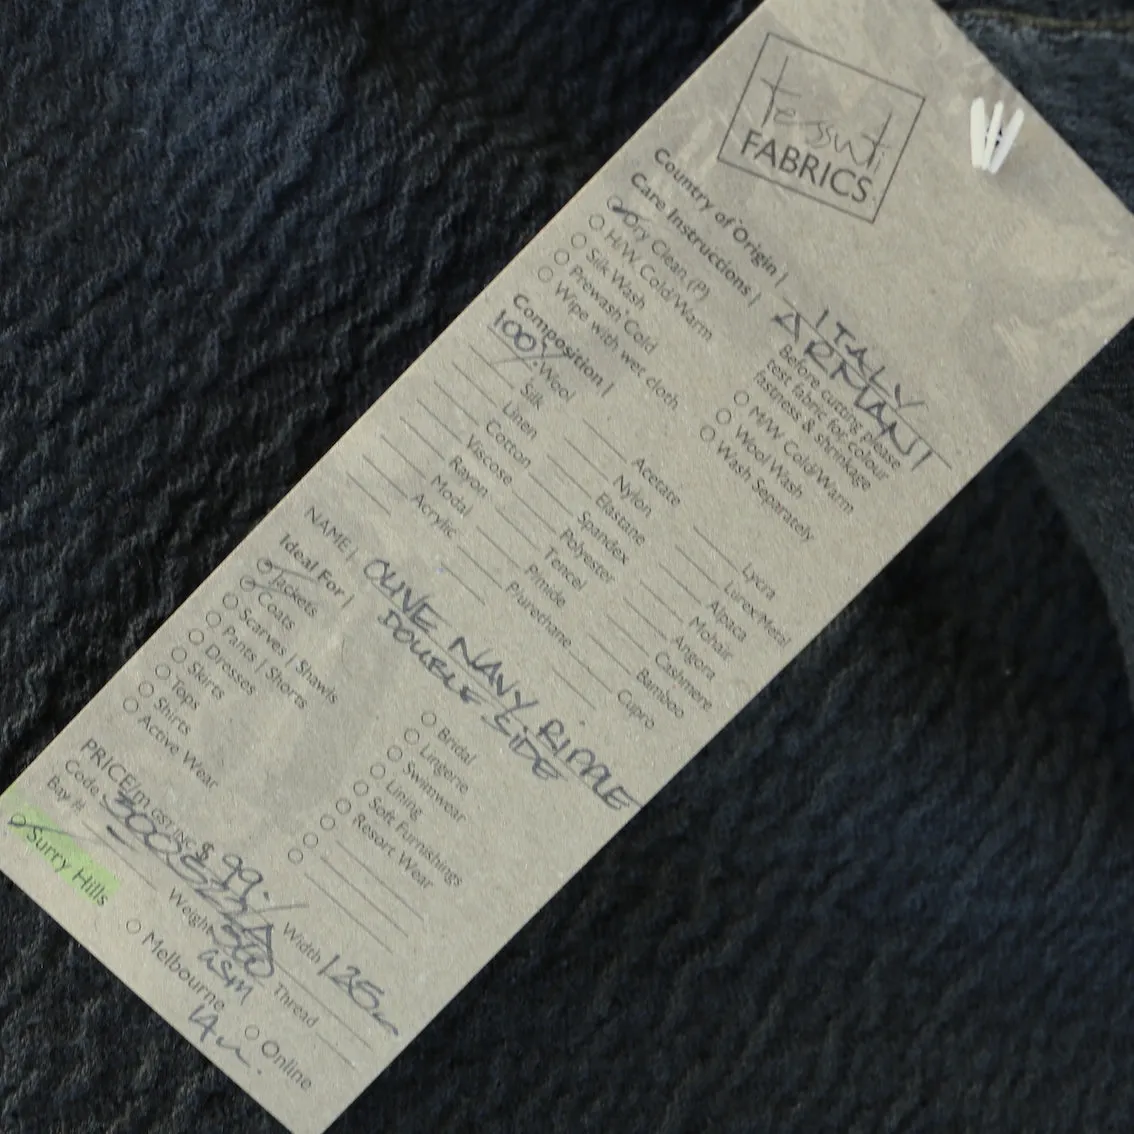 tessuti
FABRICS
Country of Origin | ITALY
ARMANI
Care Instructions |
Before cutting please
test fabric for colour
fastness & shrinkage
Dry Clean (P)
H/W Cold/Warm
Silk Wash
Prewash Cold
Wipe with wet cloth
M/W Cold/Warm
Wool Wash
Wash Separately
Composition |
100% Wool
Silk
Linen
Cotton
Viscose
Rayon
Modal
Acrylic
Acetate
Nylon
Elastane
Spandex
Polyester
Tencel
Pinude
Plurethane
Lycra
Lurex/Metal
Alpaca
Mohair
Angora
Cashmere
Bamboo
Cupro
NAME | OLIVE NAVY RIPPLE
DOUBLE SIDE
Ideal For |
Jackets
Coats
Scarves | Shawls
Pants | Shorts
Dresses
Skirts
Tops
Shirts
Active Wear
Bridal
Lingerie
Swimwear
Lining
Soft Furnishings
Resort Wear
PRICE/m GST INC $ 99.-
Code
Width 125
Bay #
Weight 500
GSM
Thread
Surry Hills
Melbourne
Online